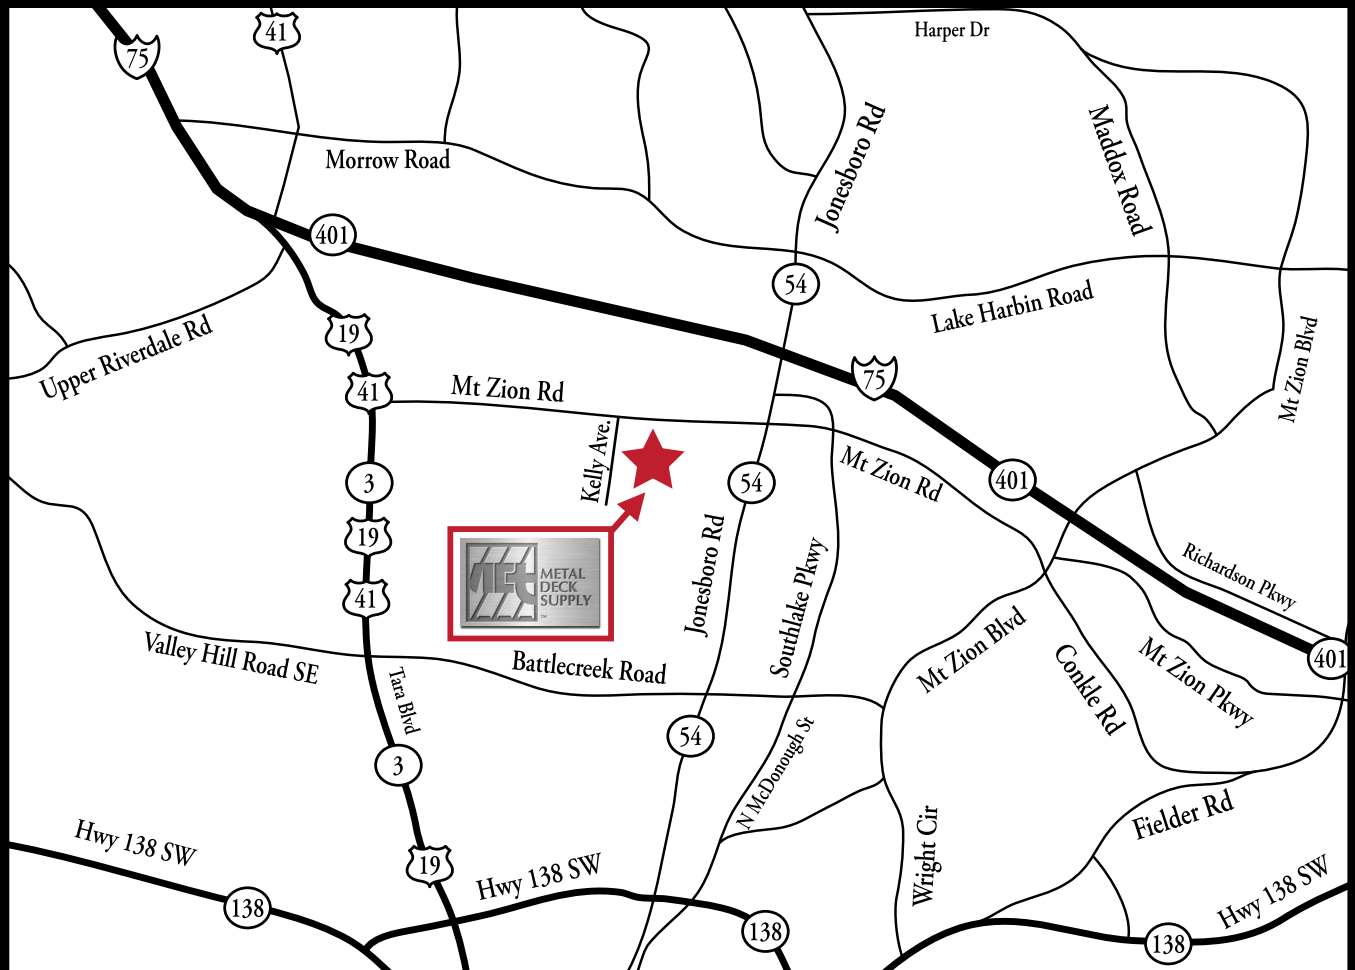 41
75
Harper Dr
Morrow Road
Jonesboro Rd
Maddox Road
401
54
Lake Harbin Road
Upper Riverdale Rd
19
Mt Zion Blvd
75
41
Mt Zion Rd
Kelly Ave.
Mt Zion Rd
3
54
401
19
Jonesboro Rd
Southlake Pkwy
Richardson Pkwy
METAL
DECK
SUPPLY
TM
41
Valley Hill Road SE
Battlecreek Road
Mt Zion Blvd
Conkle Rd
Mt Zion Pkwy
401
Tara Blvd
54
3
N McDonough St
Hwy 138 SW
19
Hwy 138 SW
Wright Cir
Fielder Rd
Hwy 138 SW
138
138
138